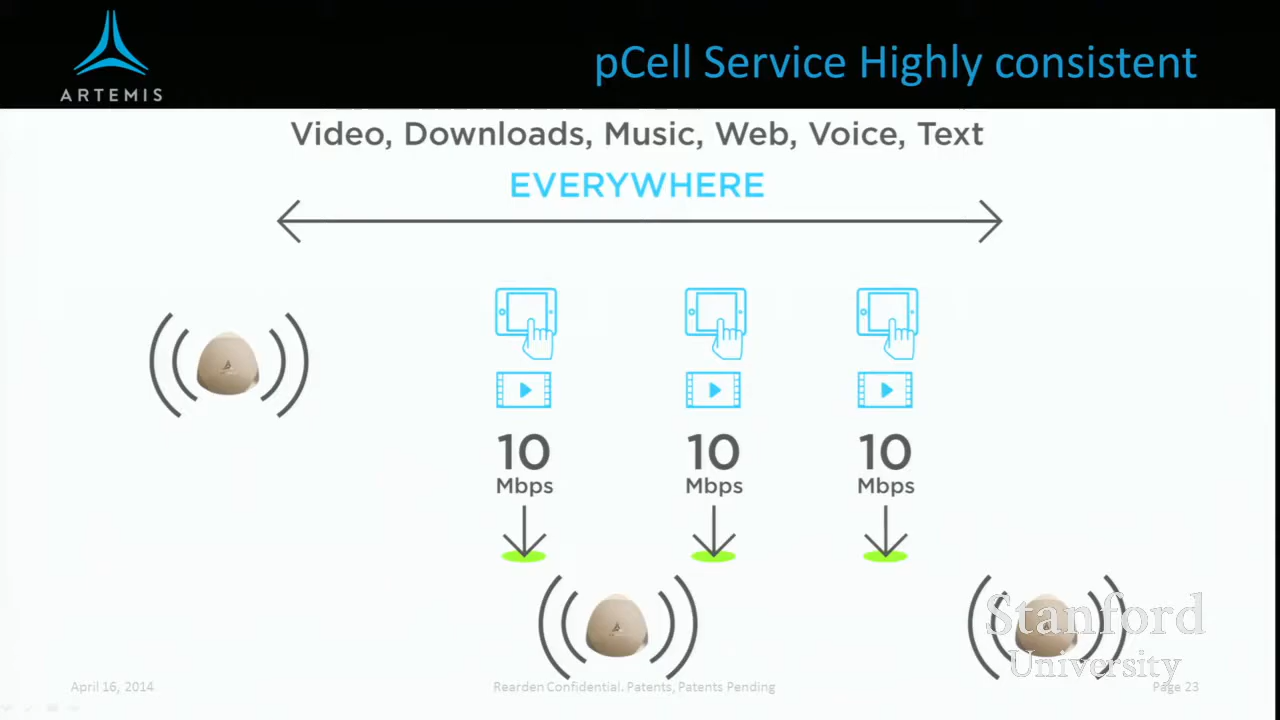 pCell Service Highly consistent
ARTEMIS
Video, Downloads, Music, Web, Voice, Text
EVERYWHERE
10 10 10
Mbps Mbps Mbps
Stanford
University
April 16, 2014 Rearden Confidential. Patents, Patents Pending Page 23